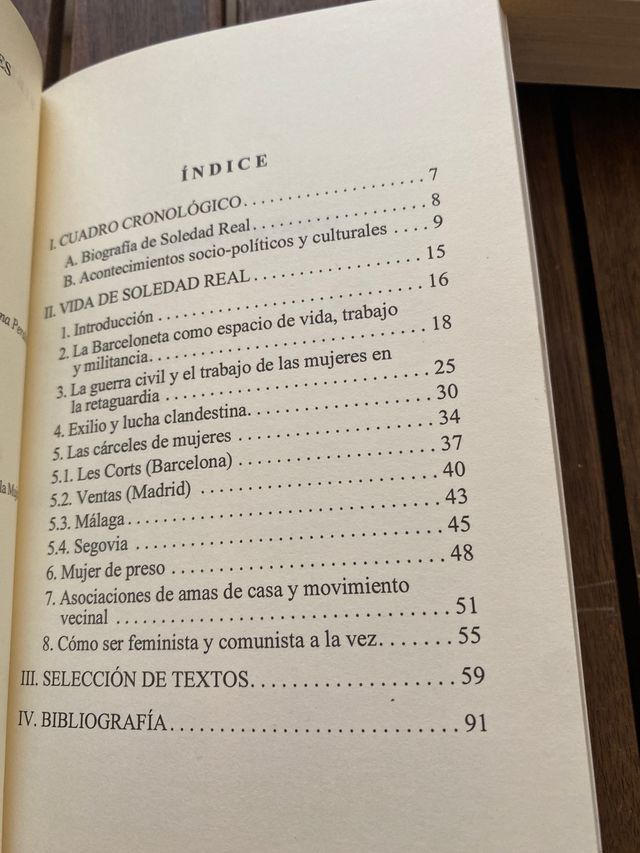 ES
ÍNDICE
I. CUADRO CRONOLÓGICO. . . . . . . . . . . . . . . . . . . . . . . 7
A. Biografía de Soledad Real. . . . . . . . . . . . . . . . . . . . . 8
B. Acontecimientos socio-políticos y culturales . . . . 9
II. VIDA DE SOLEDAD REAL. . . . . . . . . . . . . . . . . . . . 15
1. Introducción . . . . . . . . . . . . . . . . . . . . . . . . . . . . . . . 16
2. La Barceloneta como espacio de vida, trabajo
y militancia. . . . . . . . . . . . . . . . . . . . . . . . . . . . . . . . . 18
3. La guerra civil y el trabajo de las mujeres en
la retaguardia . . . . . . . . . . . . . . . . . . . . . . . . . . . . . . . 25
4. Exilio y lucha clandestina. . . . . . . . . . . . . . . . . . . . . 30
5. Las cárceles de mujeres . . . . . . . . . . . . . . . . . . . . . . 34
5.1. Les Corts (Barcelona) . . . . . . . . . . . . . . . . . . . . . . 37
5.2. Ventas (Madrid) . . . . . . . . . . . . . . . . . . . . . . . . . . 40
5.3. Málaga. . . . . . . . . . . . . . . . . . . . . . . . . . . . . . . . . . 43
5.4. Segovia . . . . . . . . . . . . . . . . . . . . . . . . . . . . . . . . . 45
6. Mujer de preso . . . . . . . . . . . . . . . . . . . . . . . . . . . . . 48
7. Asociaciones de amas de casa y movimiento
vecinal . . . . . . . . . . . . . . . . . . . . . . . . . . . . . . . . . . . 51
8. Cómo ser feminista y comunista a la vez. . . . . . . 55
III. SELECCIÓN DE TEXTOS. . . . . . . . . . . . . . . . . . . . 59
IV. BIBLIOGRAFÍA. . . . . . . . . . . . . . . . . . . . . . . . . . . . 91